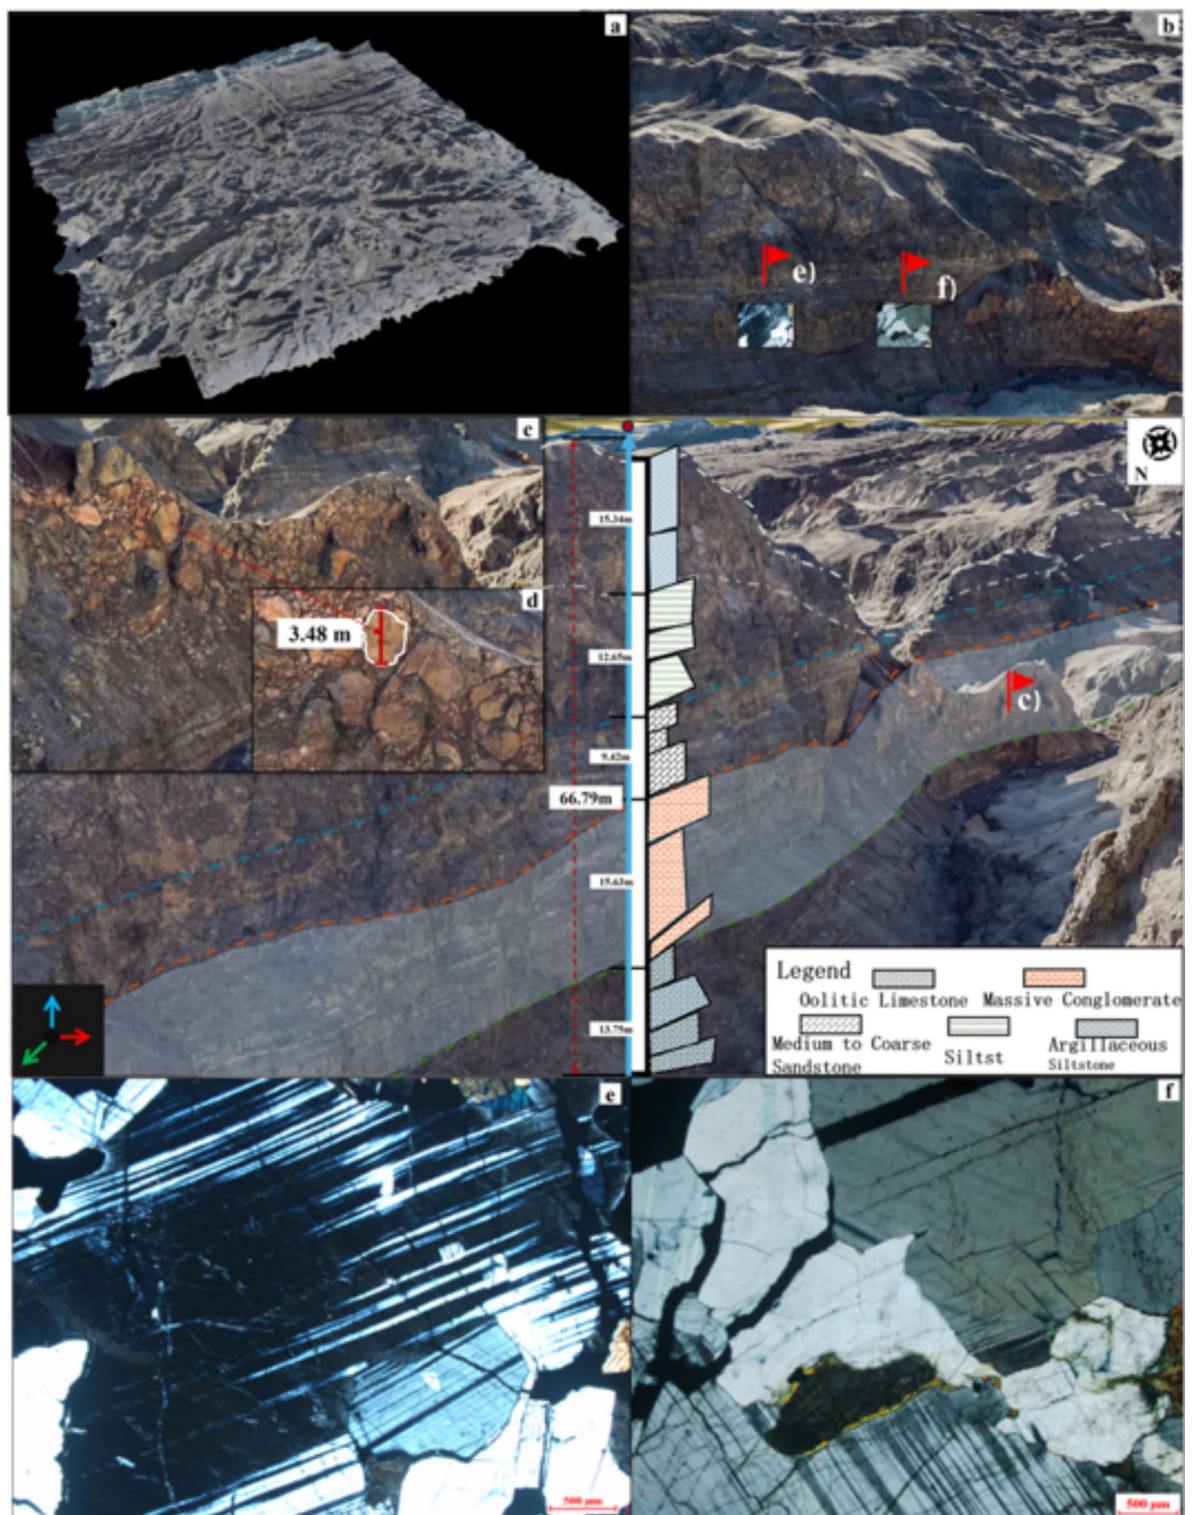 a
b
e)
f)
c
N
15.34m
d
3.48 m
12.65m
c)
9.42m
66.79m
15.63m
Legend
Oolitic Limestone
Massive Conglomerate
13.75m
Medium to Coarse
Sandstone
Siltst
Argillaceous
Siltstone
e
f
500 μm
500 μm